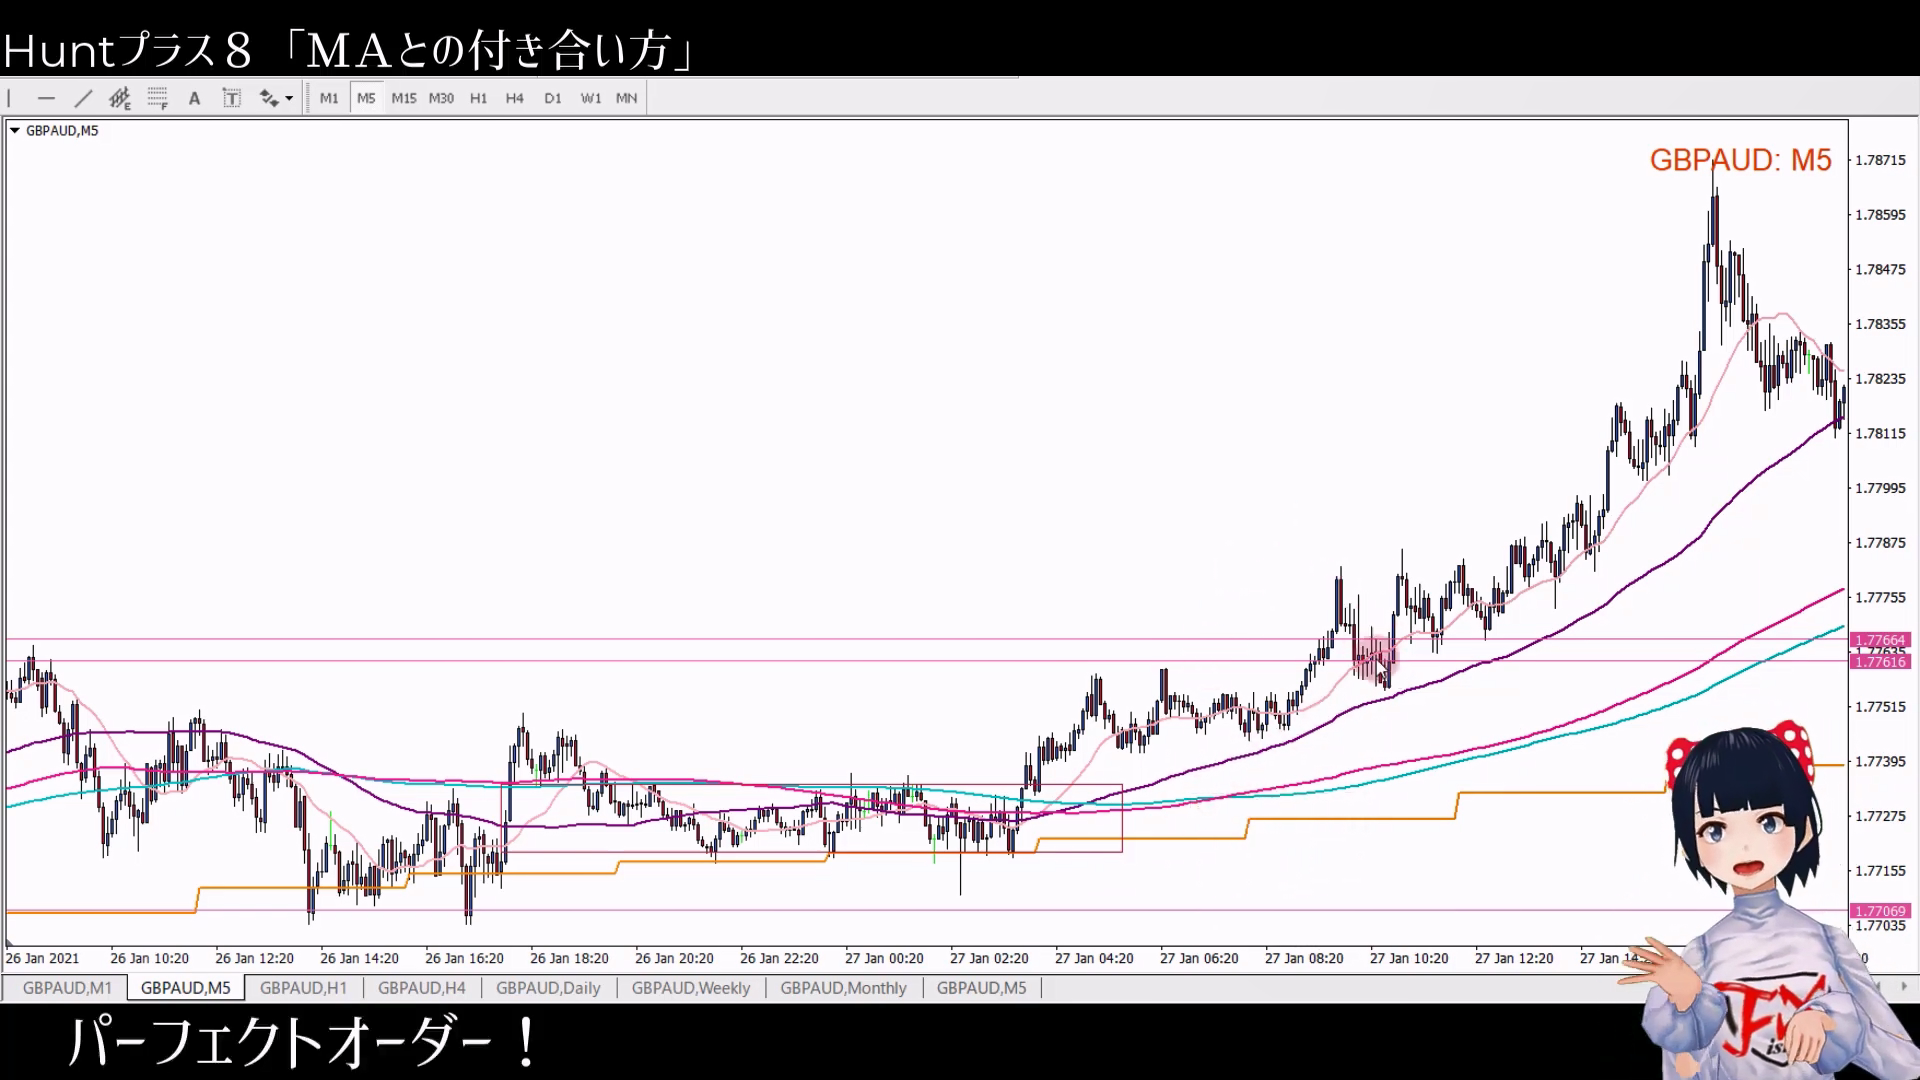 Huntプラス８「ＭＡとの付き合い方」
A T M1 M5 M15 M30 H1 H4 D1 W1 MN
GBPAUD,M5
GBPAUD: M5
1.78715
1.78595
1.78475
1.78355
1.78235
1.78115
1.77995
1.77875
1.77755
1.77664
1.77635
1.77616
1.77515
1.77395
1.77275
1.77155
1.77069
1.77035
26 Jan 2021 26 Jan 10:20 26 Jan 12:20 26 Jan 14:20 26 Jan 16:20 26 Jan 18:20 26 Jan 20:20 26 Jan 22:20 27 Jan 00:20 27 Jan 02:20 27 Jan 04:20 27 Jan 06:20 27 Jan 08:20 27 Jan 10:20 27 Jan 12:20 27 Jan
GBPAUD,M1 GBPAUD,M5 GBPAUD,H1 GBPAUD,H4 GBPAUD,Daily GBPAUD,Weekly GBPAUD,Monthly GBPAUD,M5
パーフェクトオーダー！